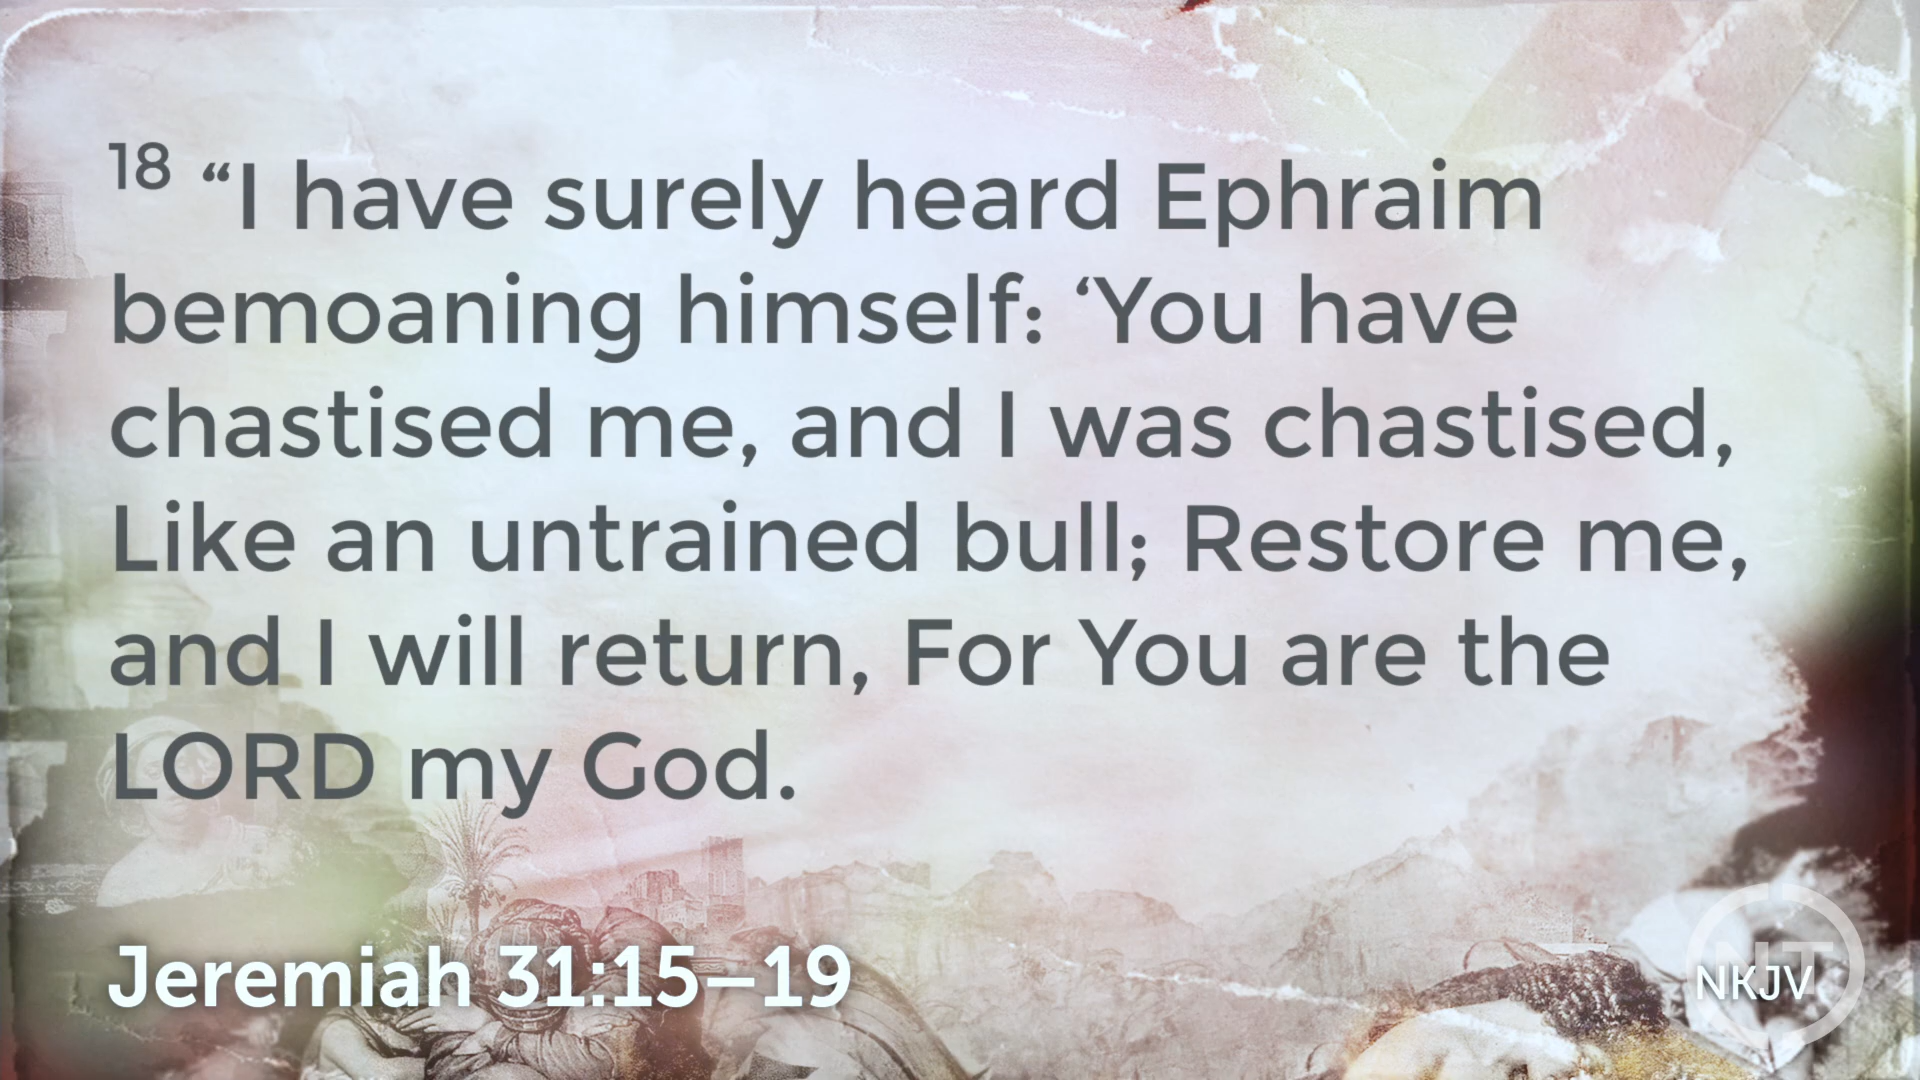 18 “I have surely heard Ephraim
bemoaning himself: ‘You have
chastised me, and I was chastised,
Like an untrained bull; Restore me,
and I will return, For You are the
LORD my God.
Jeremiah 31:15–19
NT
NKJV